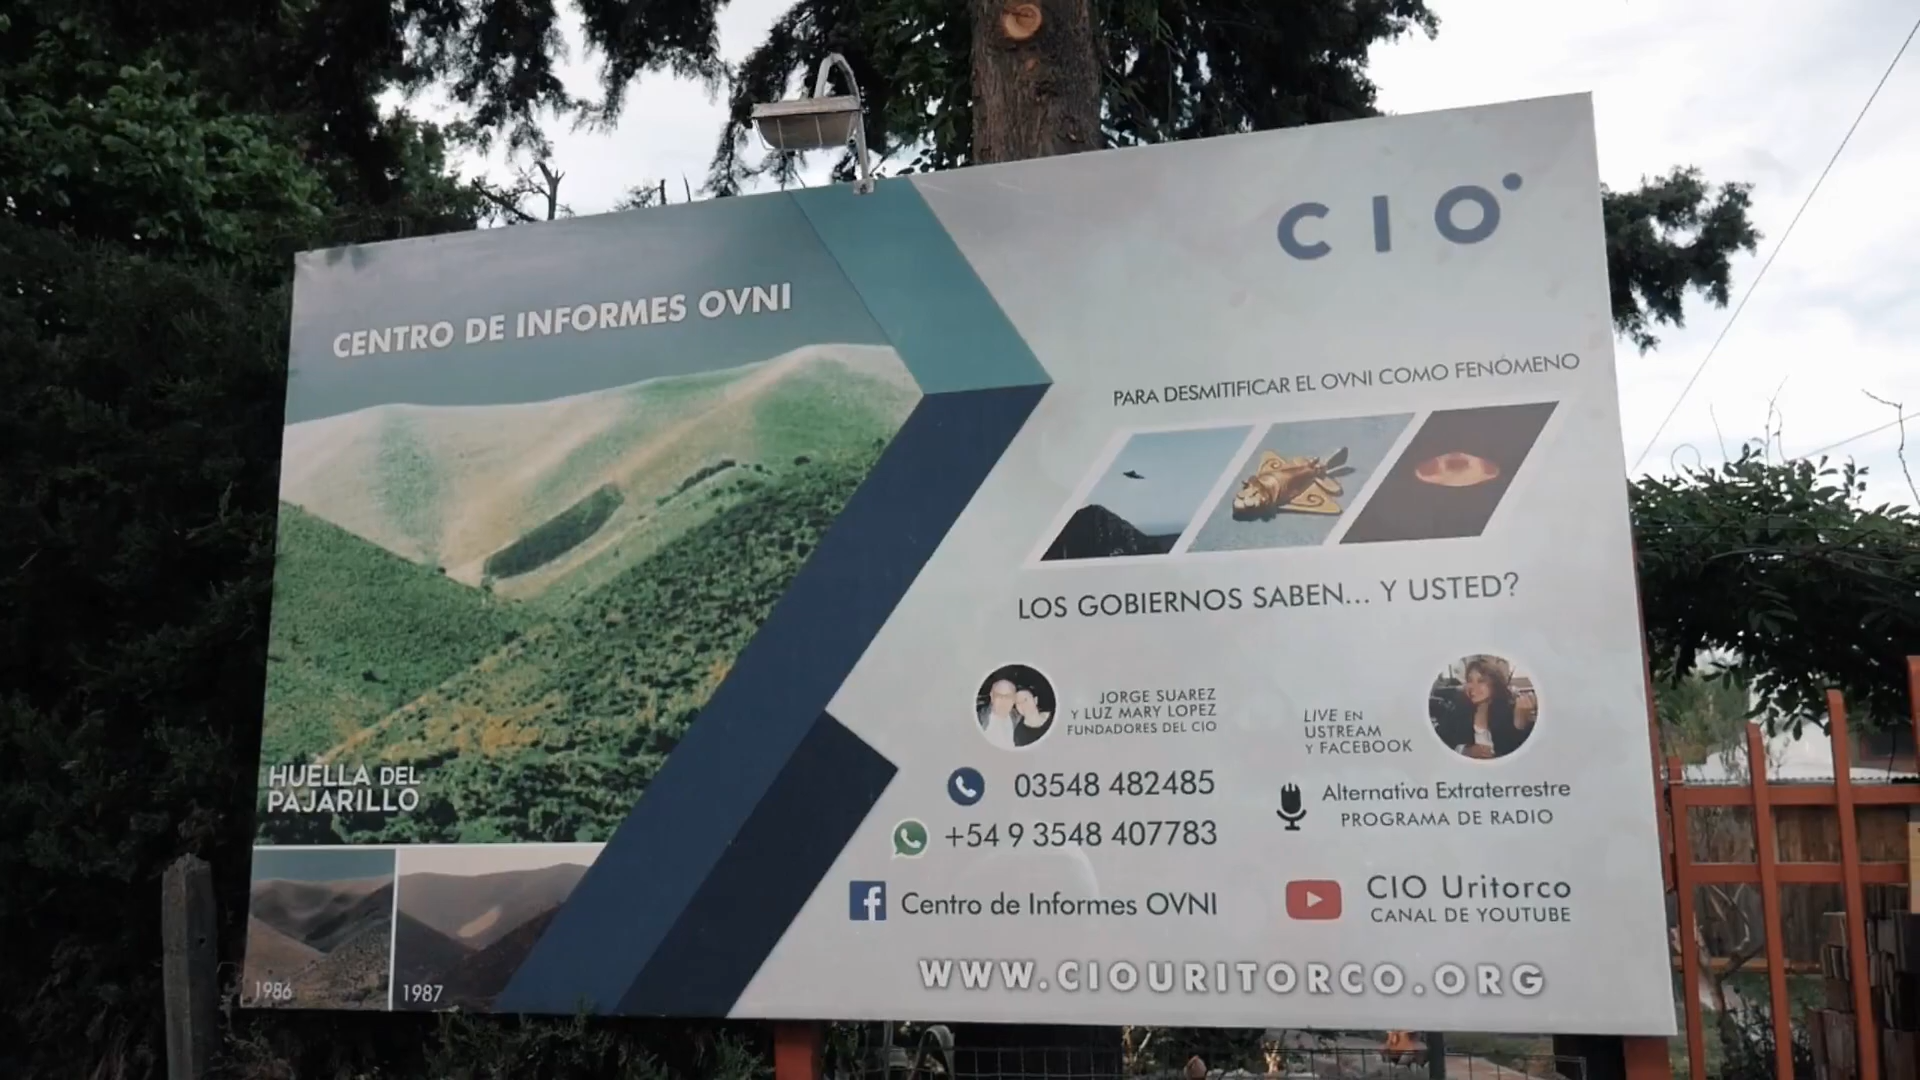 CENTRO DE INFORMES OVNI
HUELLA DEL
PAJARILLO
1986
1987
CIO
PARA DESMITIFICAR EL OVNI COMO FENÓMENO
LOS GOBIERNOS SABEN... Y USTED?
JORGE SUAREZ
Y LUZ MARY LOPEZ
FUNDADORES DEL CIO
LIVE EN
USTREAM
Y FACEBOOK
03548 482485
+54 9 3548 407783
Alternativa Extraterrestre
PROGRAMA DE RADIO
Centro de Informes OVNI
CIO Uritorco
CANAL DE YOUTUBE
WWW.CIOURITORCO.ORG